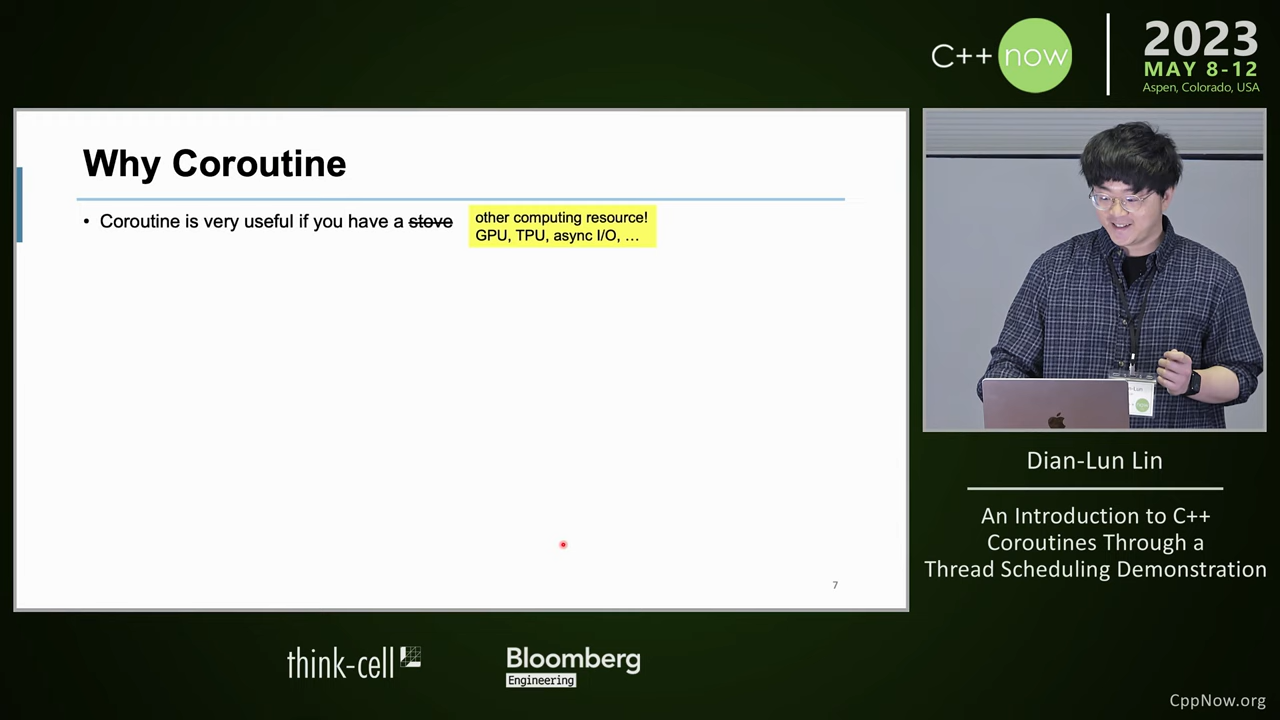 C++ now
2023
MAY 8-12
Aspen, Colorado, USA
Why Coroutine
• Coroutine is very useful if you have a stove
other computing resource!
GPU, TPU, async I/O, …
7
Dian-Lun Lin
An Introduction to C++
Coroutines Through a
Thread Scheduling Demonstration
think-cell
Bloomberg
Engineering
CppNow.org